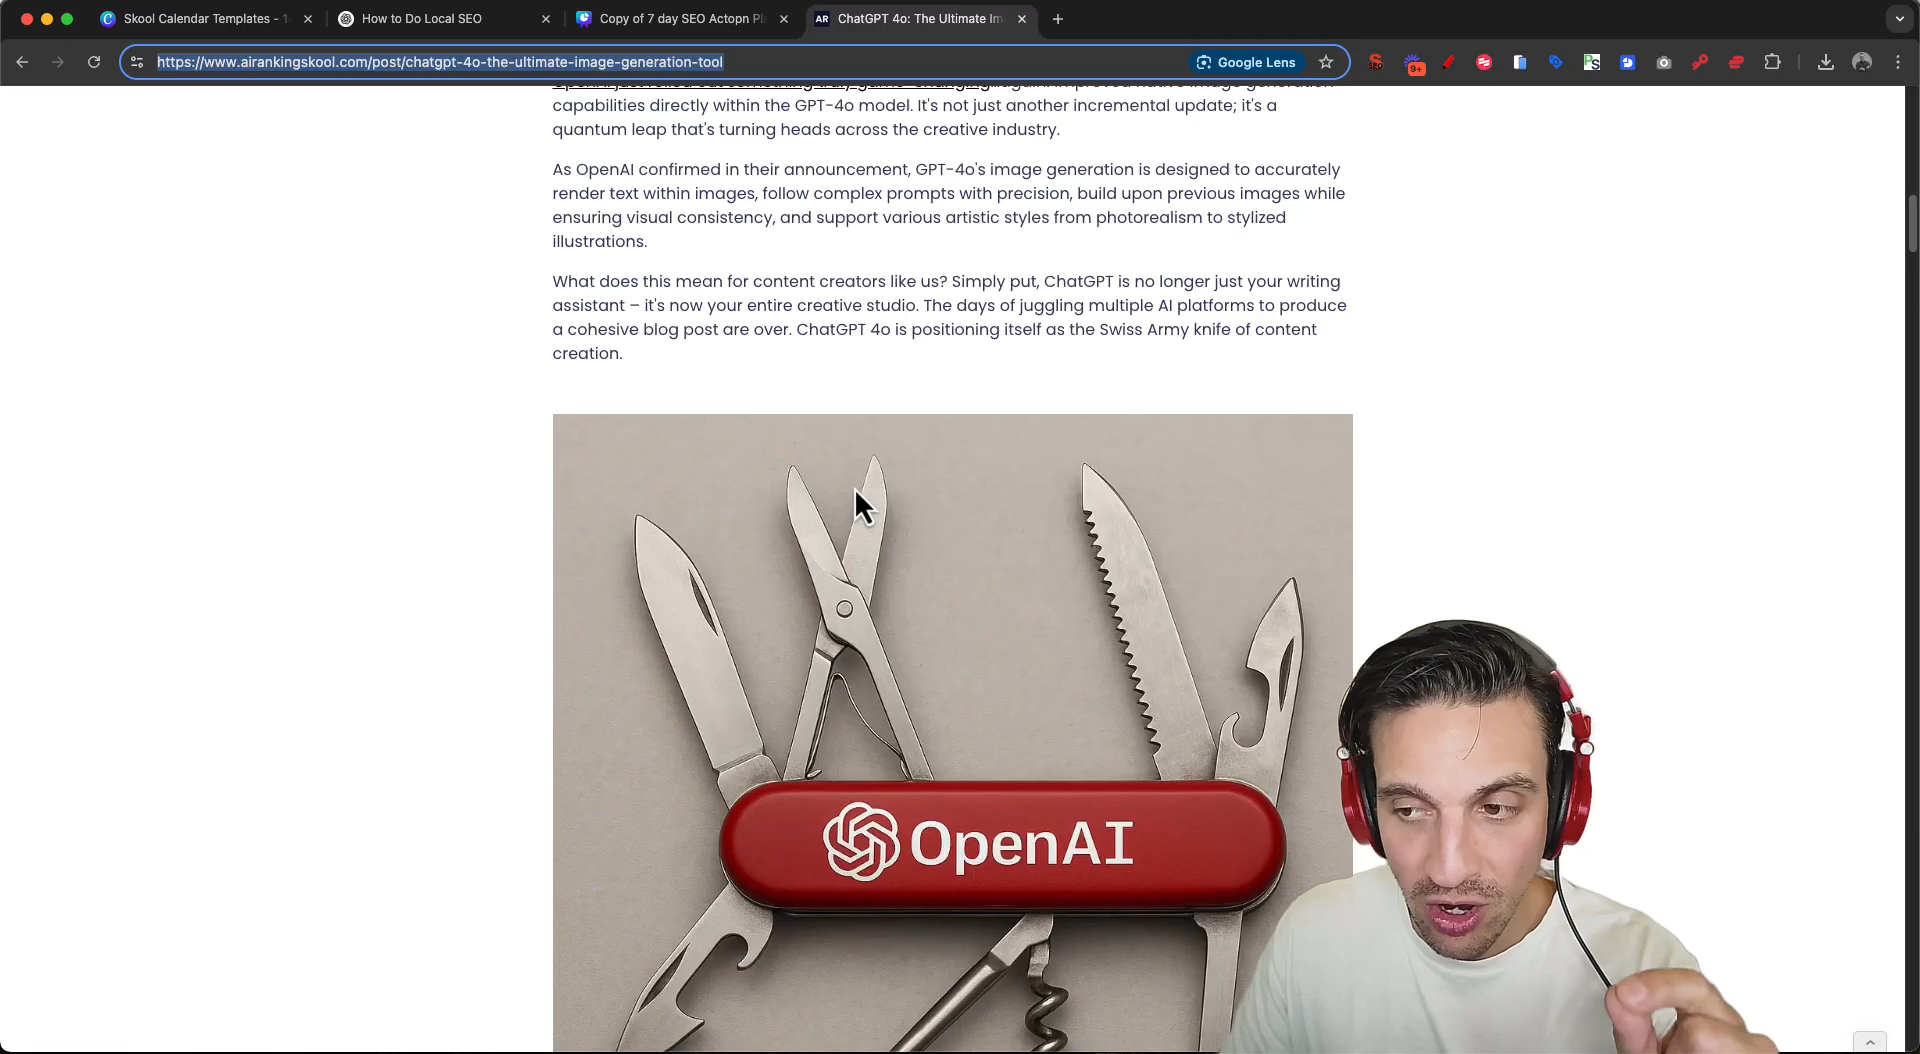 Skool Calendar Templates - 1
How to Do Local SEO
Copy of 7 day SEO Actopn Pl
AR
ChatGPT 4o: The Ultimate Im
https://www.airankingskool.com/post/chatgpt-4o-the-ultimate-image-generation-tool
Google Lens
SEO
9+
PS
capabilities directly within the GPT-4o model. It's not just another incremental update; it's a
quantum leap that's turning heads across the creative industry.
As OpenAI confirmed in their announcement, GPT-4o's image generation is designed to accurately
render text within images, follow complex prompts with precision, build upon previous images while
ensuring visual consistency, and support various artistic styles from photorealism to stylized
illustrations.
What does this mean for content creators like us? Simply put, ChatGPT is no longer just your writing
assistant – it's now your entire creative studio. The days of juggling multiple AI platforms to produce
a cohesive blog post are over. ChatGPT 4o is positioning itself as the Swiss Army knife of content
creation.
OpenAI